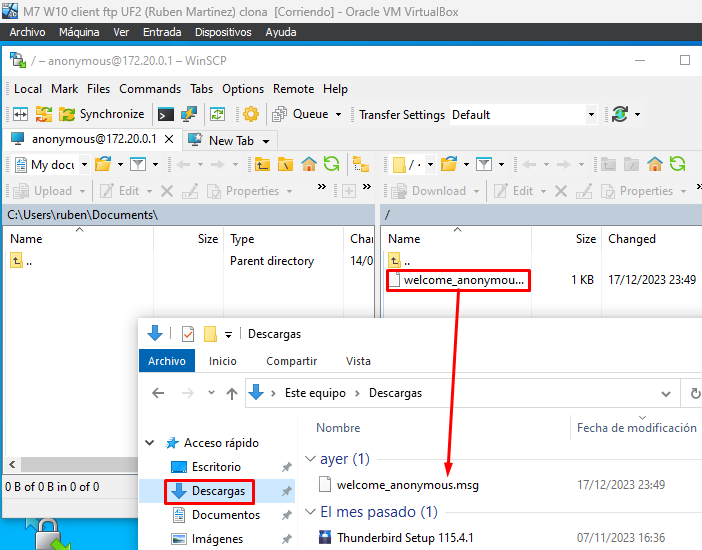 M7 W10 client ftp UF2 (Ruben Martinez) clona [Corriendo] - Oracle VM VirtualBox
Archivo Máquina Ver Entrada Dispositivos Ayuda
/ – anonymous@172.20.0.1 – WinSCP
Local Mark Files Commands Tabs Options Remote Help
Synchronize Queue Transfer Settings Default
anonymous@172.20.0.1 New Tab
My docu /
Upload Edit Properties Download Edit Properties
C:\Users\ruben\Documents\ /
Name Size Type Chan Name Size Changed
.. Parent directory 14/0 ..
welcome_anonymou... 1 KB 17/12/2023 23:49
Descargas
Archivo Inicio Compartir Vista
Este equipo Descargas
Nombre Fecha de modificación
Acceso rápido ayer (1)
Escritorio
Descargas welcome_anonymous.msg 17/12/2023 23:49
0 B of 0 B in 0 of 0
Documentos El mes pasado (1)
Imágenes Thunderbird Setup 115.4.1 07/11/2023 16:36